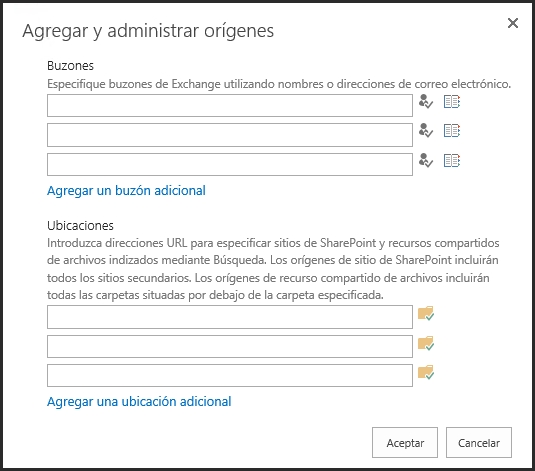 Agregar y administrar orígenes
Buzones
Especifique buzones de Exchange utilizando nombres o direcciones de correo electrónico.
Agregar un buzón adicional
Ubicaciones
Introduzca direcciones URL para especificar sitios de SharePoint y recursos compartidos
de archivos indizados mediante Búsqueda. Los orígenes de sitio de SharePoint incluirán
todos los sitios secundarios. Los orígenes de recurso compartido de archivos incluirán
todas las carpetas situadas por debajo de la carpeta especificada.
Agregar una ubicación adicional
Aceptar
Cancelar